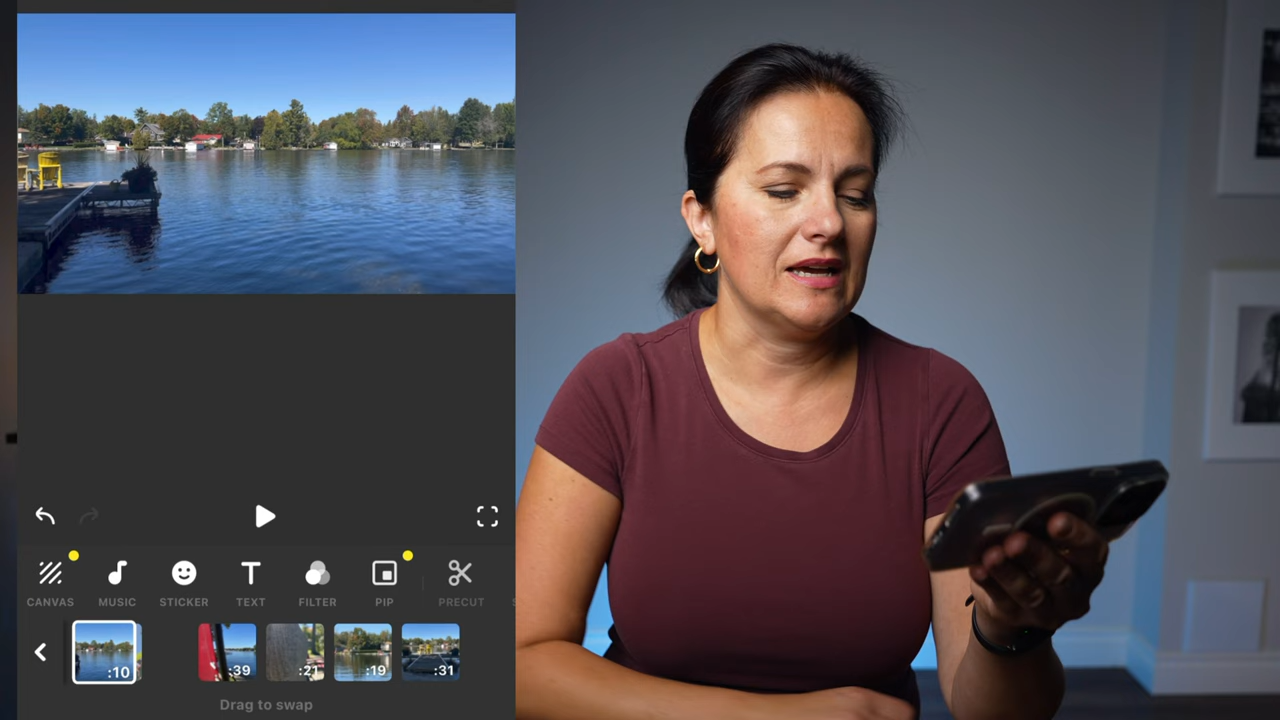 CANVAS MUSIC STICKER TEXT FILTER PIP PRECUT
:10 :39 :21 :19 :31
Drag to swap